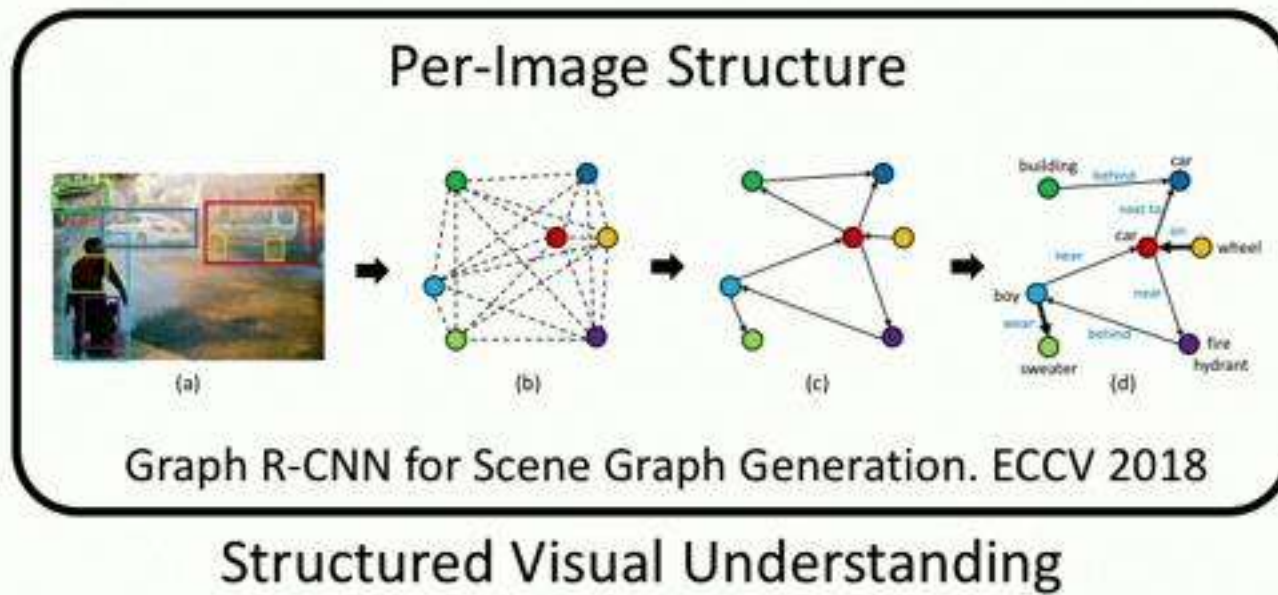 Per-Image Structure
building
car
behind
next to
car
on
wheel
near
boy
near
wear
behind
fire
hydrant
sweater
(a)
(b)
(c)
(d)
Graph R-CNN for Scene Graph Generation. ECCV 2018
Structured Visual Understanding